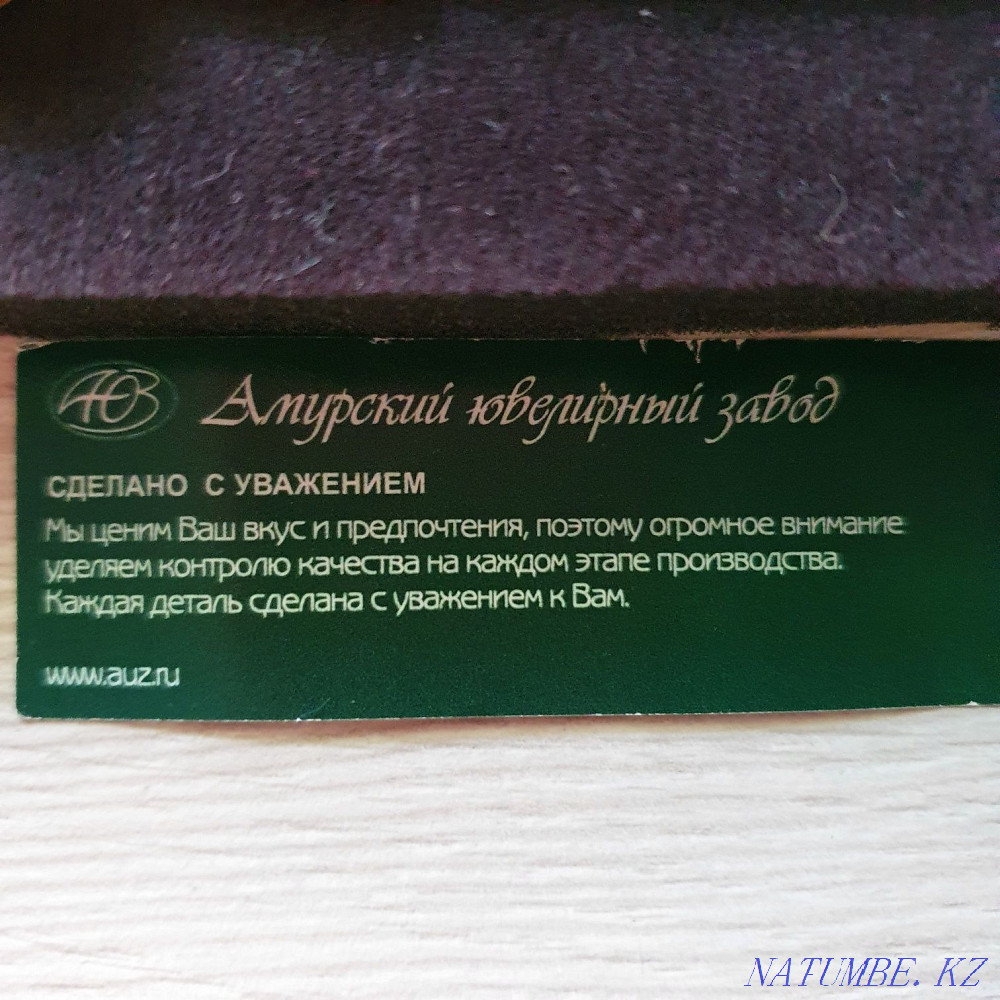 АЮЗ Амурский ювелирный завод
СДЕЛАНО С УВАЖЕНИЕМ
Мы ценим Ваш вкус и предпочтения, поэтому огромное внимание
уделяем контролю качества на каждом этапе производства.
Каждая деталь сделана с уважением к Вам.
www.auz.ru
NATUMBE. KZ